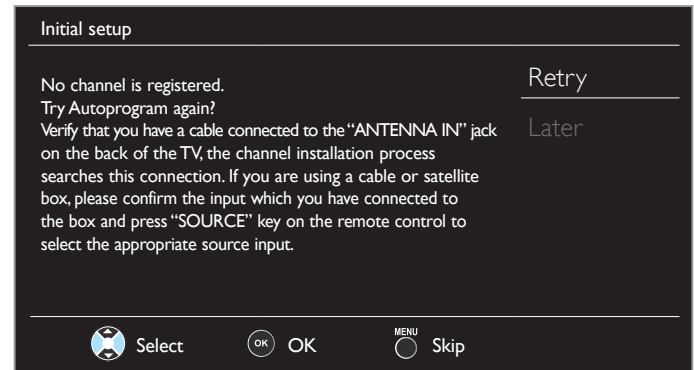 Initial setup
No channel is registered.
Try Autoprogram again?
Verify that you have a cable connected to the “ANTENNA IN” jack
on the back of the TV, the channel installation process
searches this connection. If you are using a cable or satellite
box, please confirm the input which you have connected to
the box and press “SOURCE” key on the remote control to
select the appropriate source input.
Retry
Later
Select
OK OK
MENU
Skip